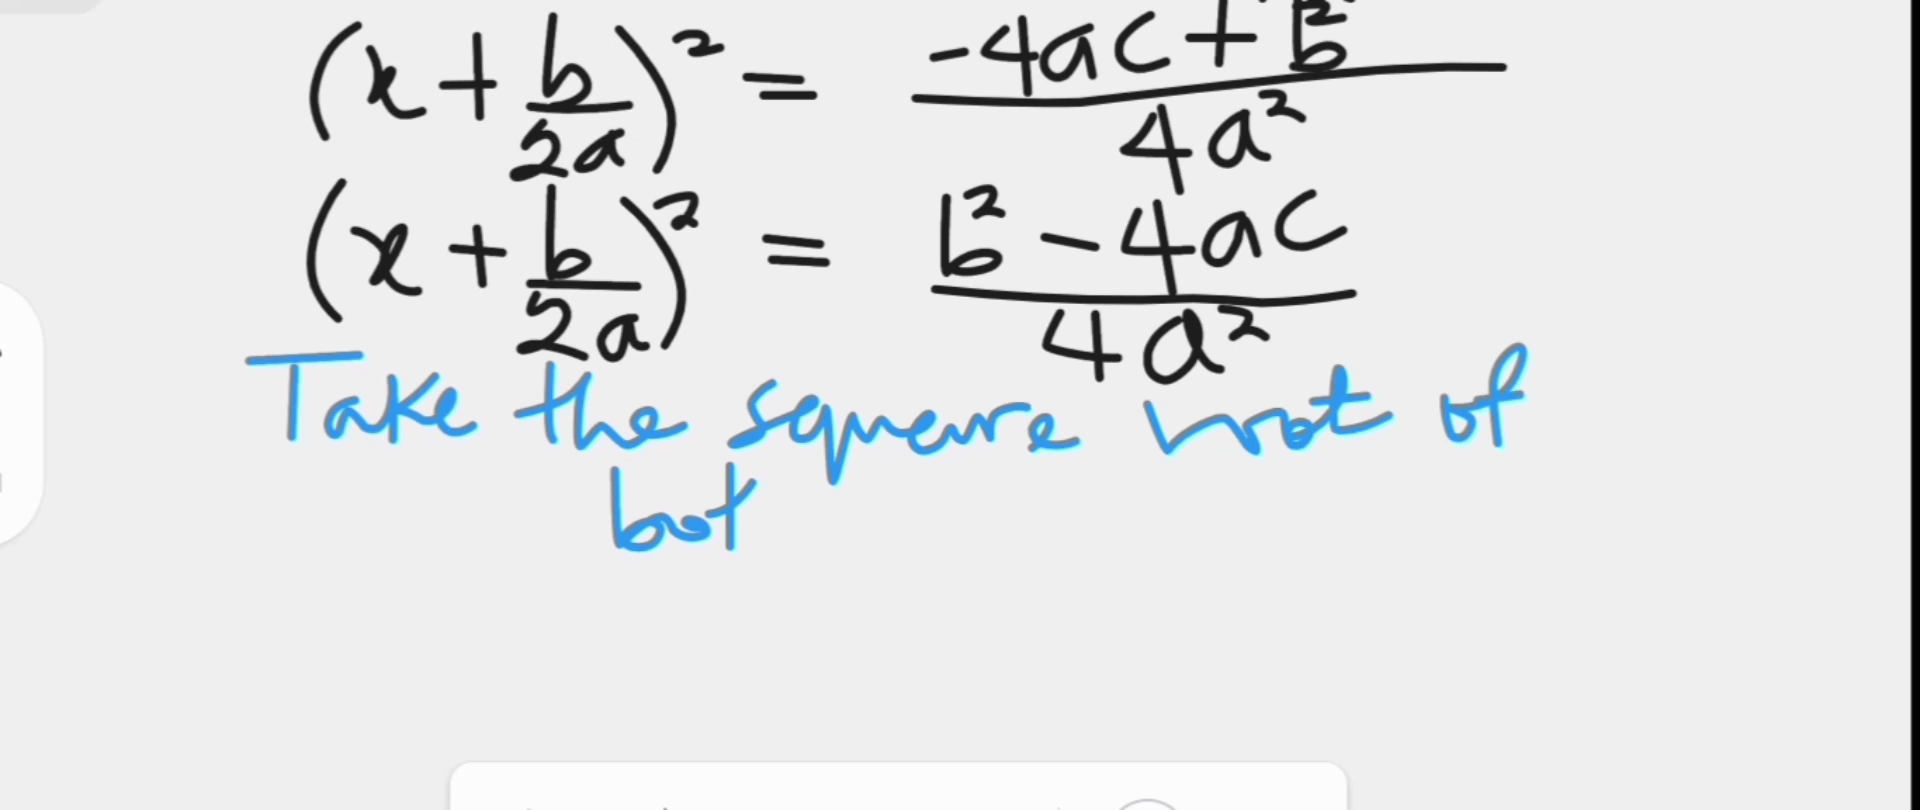 (x + b/2a)² = (-4ac + b²)/4a²
(x + b/2a)² = (b² - 4ac)/4a²
Take the square root of
bot